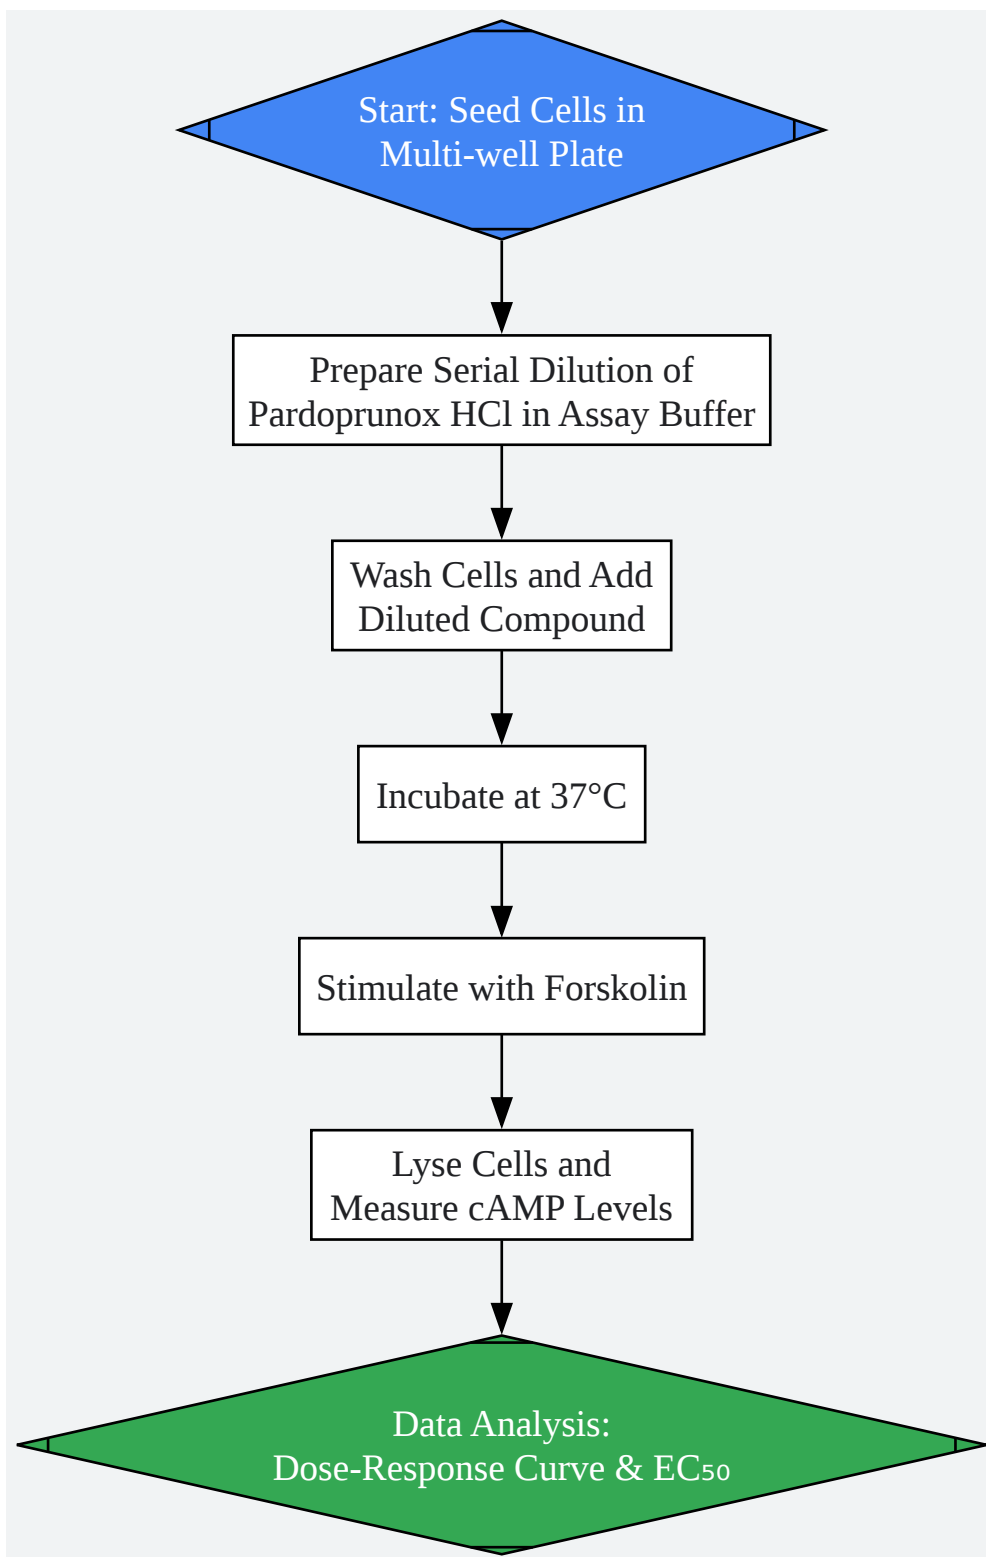 Start: Seed Cells in
Multi-well Plate
Prepare Serial Dilution of
Pardoprunox HCl in Assay Buffer
Wash Cells and Add
Diluted Compound
Incubate at 37°C
Stimulate with Forskolin
Lyse Cells and
Measure cAMP Levels
Data Analysis:
Dose-Response Curve & EC₅₀